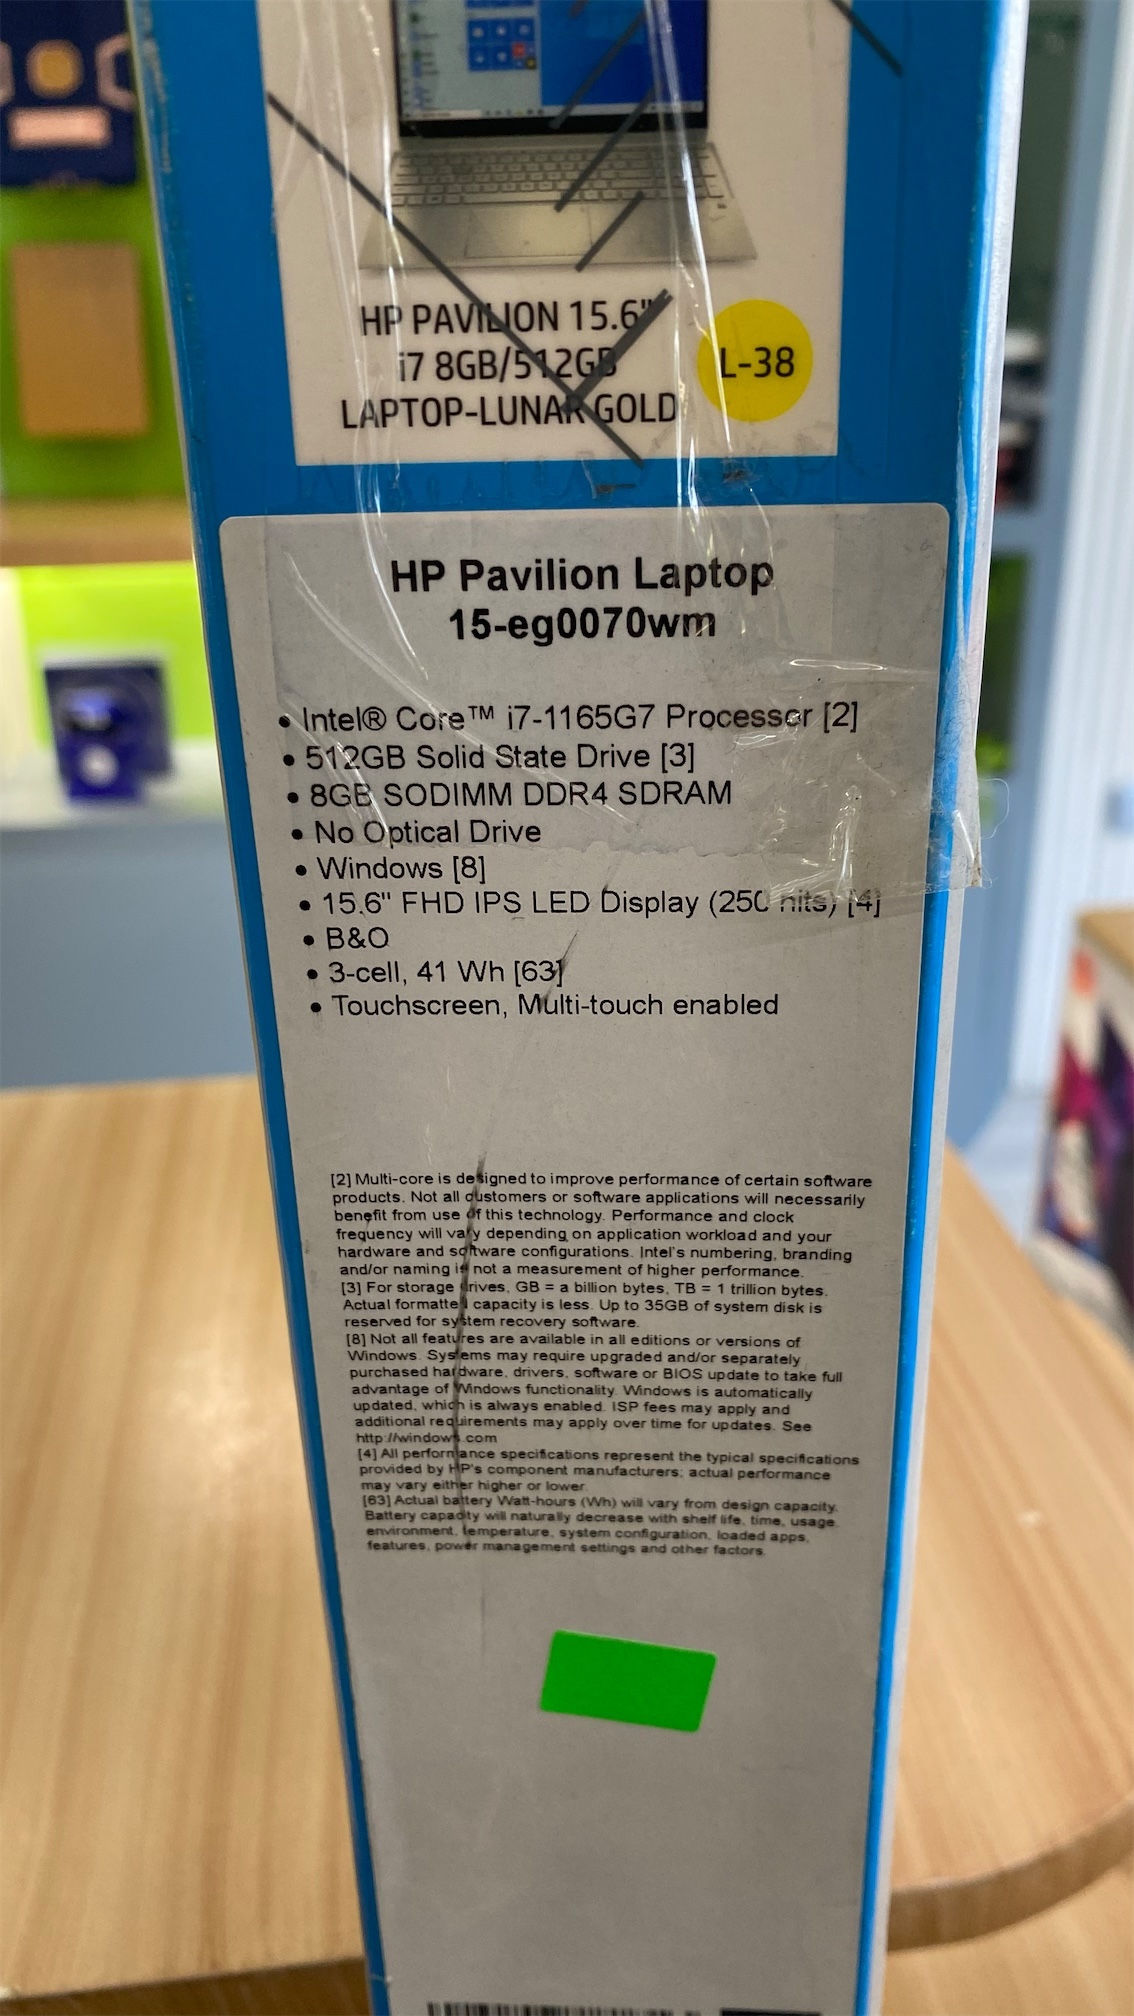 HP PAVILION 15.6"
i7 8GB/512GB
LAPTOP-LUNAR GOLD
L-38
HP Pavilion Laptop
15-eg0070wm
• Intel® Core™ i7-1165G7 Processor [2]
• 512GB Solid State Drive [3]
• 8GB SODIMM DDR4 SDRAM
• No Optical Drive
• Windows [8]
• 15.6" FHD IPS LED Display (250 nits) [4]
• B&O
• 3-cell, 41 Wh [63]
• Touchscreen, Multi-touch enabled
[2] Multi-core is designed to improve performance of certain software
products. Not all customers or software applications will necessarily
benefit from use of this technology. Performance and clock
frequency will vary depending on application workload and your
hardware and software configurations. Intel's numbering, branding
and/or naming is not a measurement of higher performance.
[3] For storage drives, GB = a billion bytes, TB = 1 trillion bytes.
Actual formatted capacity is less. Up to 35GB of system disk is
reserved for system recovery software.
[8] Not all features are available in all editions or versions of
Windows. Systems may require upgraded and/or separately
purchased hardware, drivers, software or BIOS update to take full
advantage of Windows functionality. Windows is automatically
updated, which is always enabled. ISP fees may apply and
additional requirements may apply over time for updates. See
http://windows.com
[4] All performance specifications represent the typical specifications
provided by HP's component manufacturers; actual performance
may vary either higher or lower.
[63] Actual battery Watt-hours (Wh) will vary from design capacity.
Battery capacity will naturally decrease with shelf life, time, usage,
environment, temperature, system configuration, loaded apps,
features, power management settings and other factors.